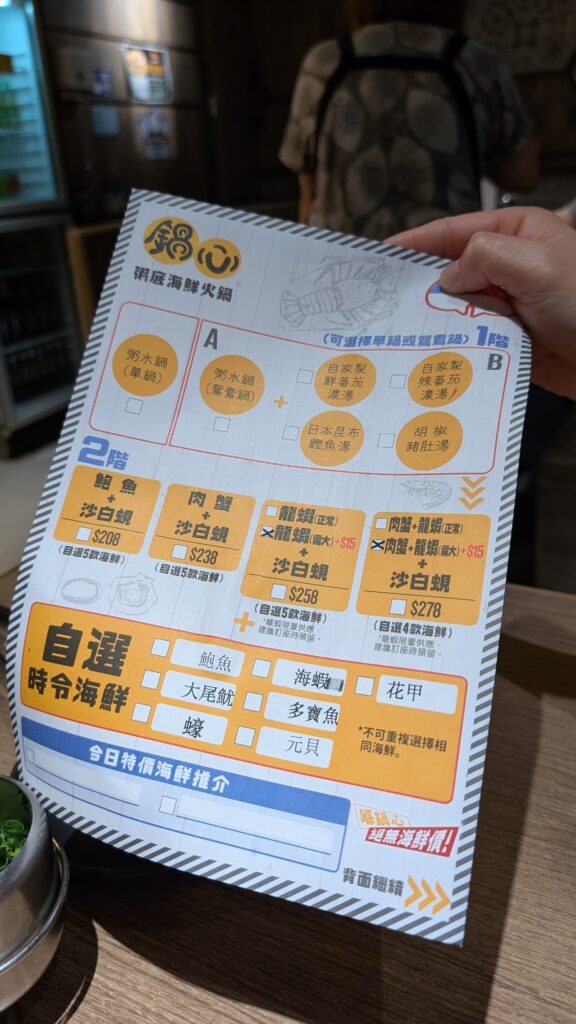 鍋心
粥底海鮮火鍋
(可選擇單鍋或鴛鴦鍋) 1階
粥水鍋
(單鍋)
A
粥水鍋
(鴛鴦鍋)
+
B
自家製
鮮番茄
濃湯
自家製
辣番茄
濃湯
日本昆布
鰹魚湯
胡椒
豬肚湯
2階
鮑魚
+
沙白蜆
$208
(自選5款海鮮)
肉蟹
+
沙白蜆
$238
(自選5款海鮮)
龍蝦(正常)
龍蝦(偏大)+$15
+
沙白蜆
$258
(自選5款海鮮)
*龍蝦限量供應,
建議訂座時預留。
肉蟹+龍蝦(正常)
肉蟹+龍蝦(偏大)+$15
+
沙白蜆
$278
(自選4款海鮮)
*龍蝦限量供應,
建議訂座時預留。
+
自選
時令海鮮
鮑魚
海蝦
花甲
大尾魷
多寶魚
蠔
元貝
*不可重複選擇相
同海鮮。
今日特價海鮮推介
喺鍋心
絕無海鮮價!
背面繼續